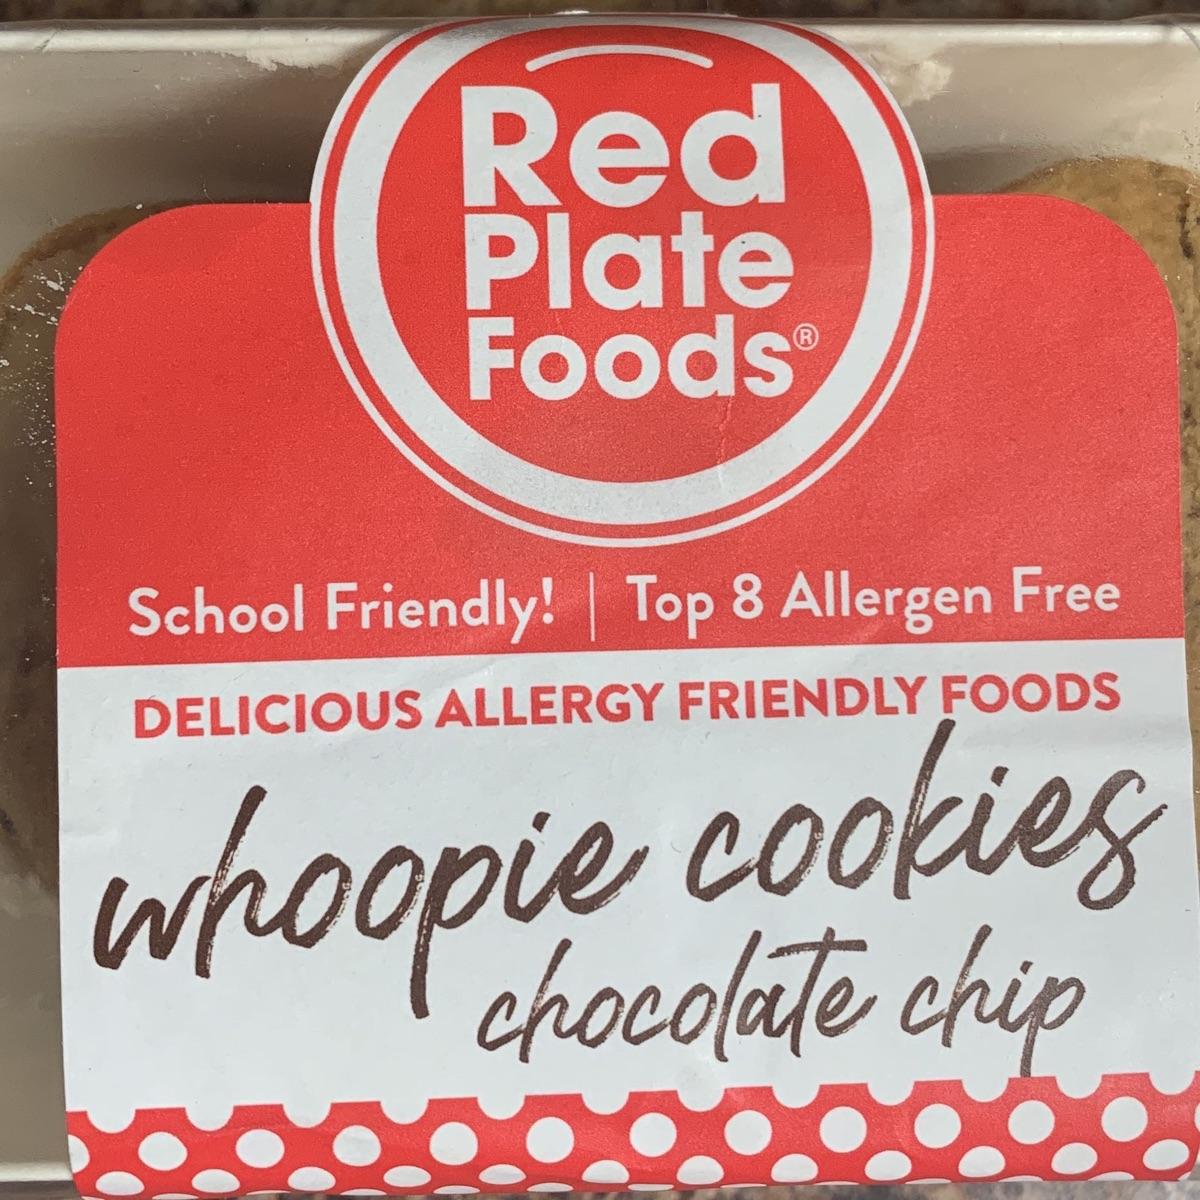 Red
Plate
Foods®
School Friendly! | Top 8 Allergen Free
DELICIOUS ALLERGY FRIENDLY FOODS
whoopie cookies
chocolate chip